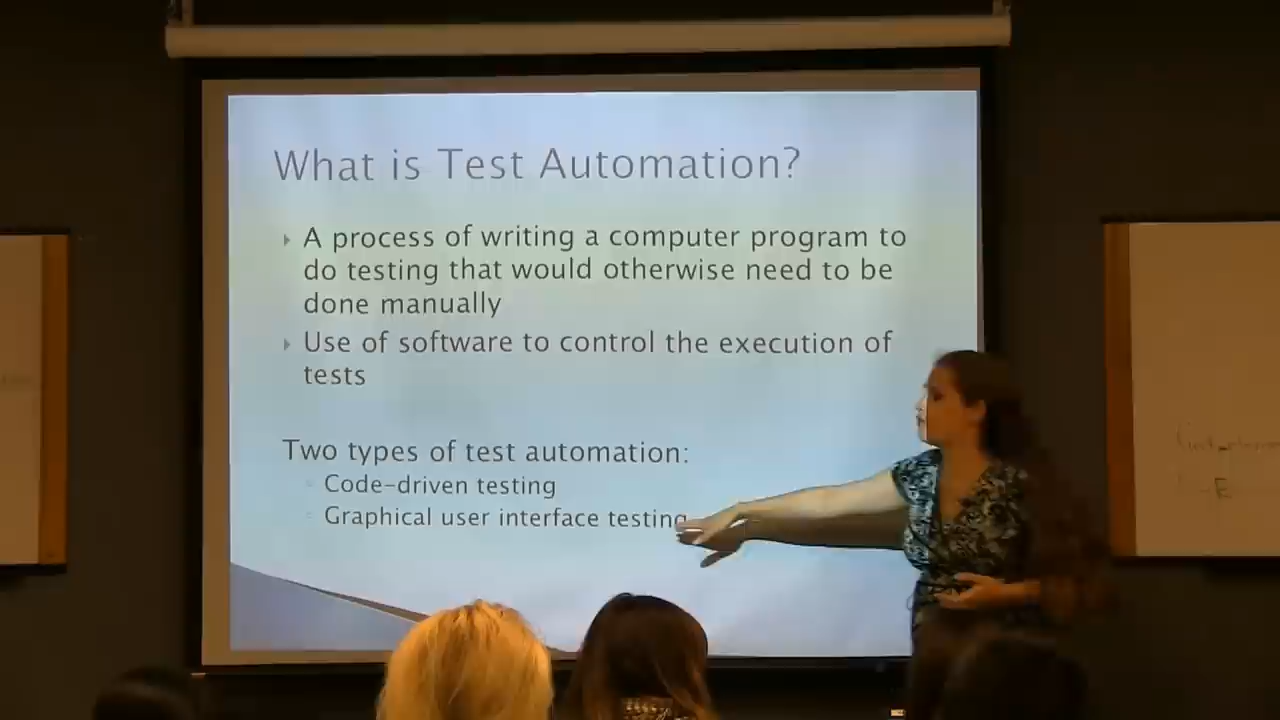 What is Test Automation?
A process of writing a computer program to
do testing that would otherwise need to be
done manually
Use of software to control the execution of
tests
Two types of test automation:
Code-driven testing
Graphical user interface testing